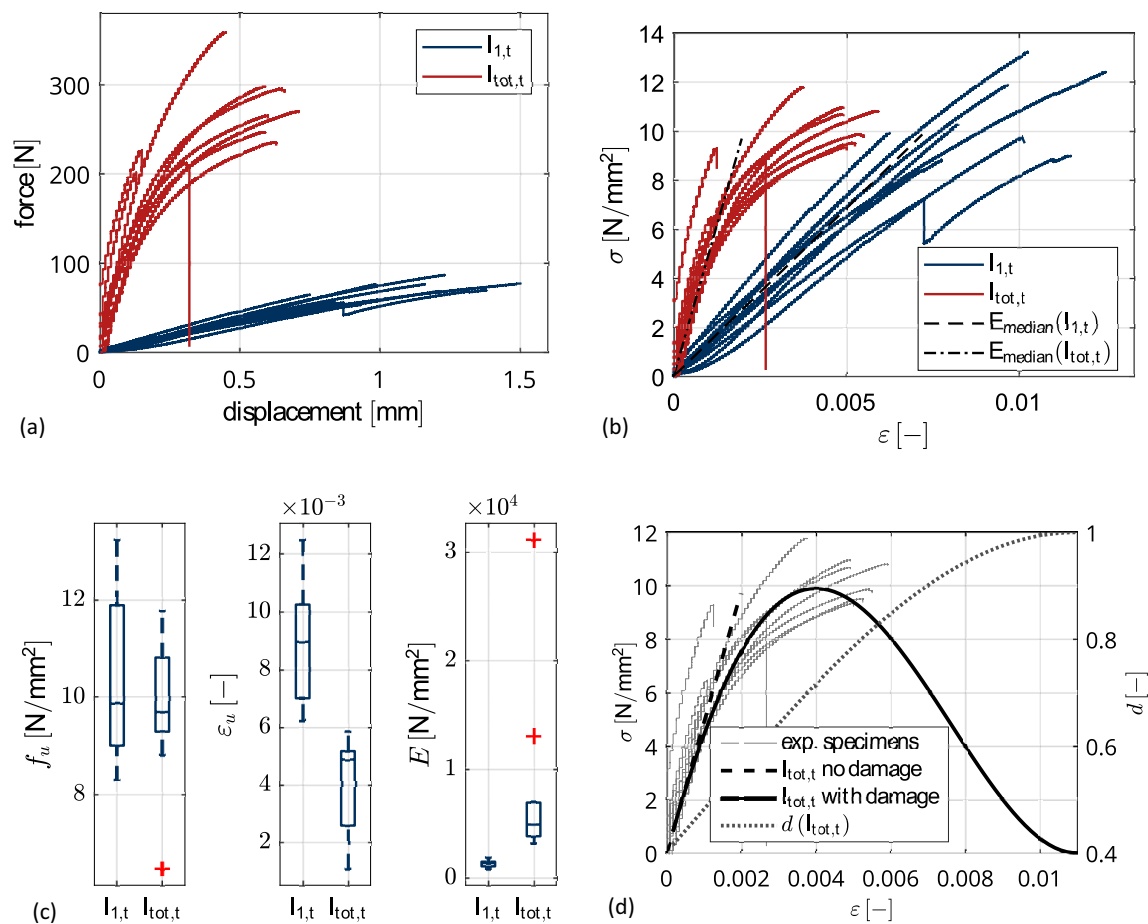 force [N]
300
200
100
0
0
0.5
1
1.5
displacement [mm]
I1,t
Itot,t
(a)
σ [N/mm²]
14
12
10
8
6
4
2
0
0
0.005
0.01
ε [−]
I1,t
Itot,t
Emedian(I1,t)
Emedian(Itot,t)
(b)
fu [N/mm²]
12
10
8
I1,t
Itot,t
×10⁻³
εu [−]
12
10
8
6
4
2
I1,t
Itot,t
×10⁴
E [N/mm²]
3
2
1
0
I1,t
Itot,t
(c)
σ [N/mm²]
12
10
8
6
4
2
0
0
0.002
0.004
0.006
0.008
0.01
ε [−]
1
0.8
0.6
0.4
d [−]
exp. specimens
Itot,t no damage
Itot,t with damage
d (Itot,t)
(d)